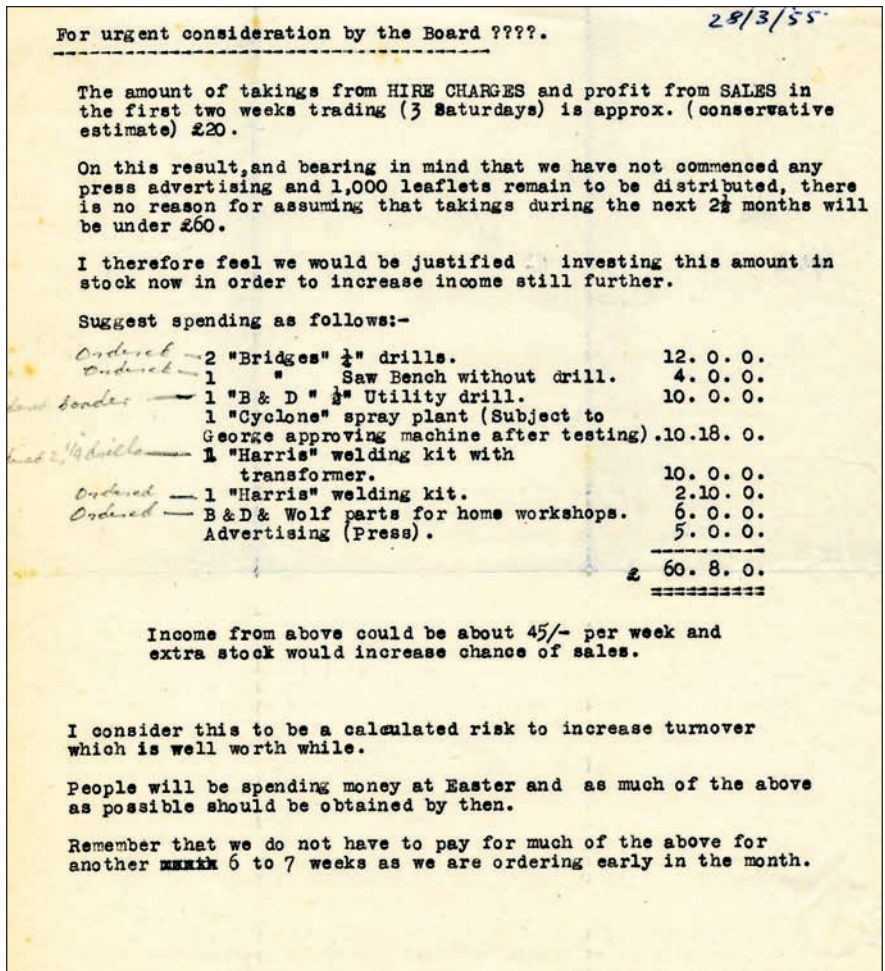 28/3/55
For urgent consideration by the Board ????.
The amount of takings from HIRE CHARGES and profit from SALES in
the first two weeks trading (3 Saturdays) is approx. (conservative
estimate) £20.
On this result,and bearing in mind that we have not commenced any
press advertising and 1,000 leaflets remain to be distributed, there
is no reason for assuming that takings during the next 2½ months will
be under £60.
I therefore feel we would be justified investing this amount in
stock now in order to increase income still further.
Suggest spending as follows:-
Ordered — 2 "Bridges" ¼" drills. 12. 0. 0.
Ordered — 1 " Saw Bench without drill. 4. 0. 0.
sander — 1 "B & D " ½" Utility drill. 10. 0. 0.
1 "Cyclone" spray plant (Subject to
George approving machine after testing).10.18. 0.
2, ¼ drills — 1 "Harris" welding kit with
transformer. 10. 0. 0.
Ordered — 1 "Harris" welding kit. 2.10. 0.
Ordered — B &D& Wolf parts for home workshops. 6. 0. 0.
Advertising (Press). 5. 0. 0.
£ 60. 8. 0.
Income from above could be about 45/- per week and
extra stock would increase chance of sales.
I consider this to be a calculated risk to increase turnover
which is well worth while.
People will be spending money at Easter and as much of the above
as possible should be obtained by then.
Remember that we do not have to pay for much of the above for
another 6 to 7 weeks as we are ordering early in the month.